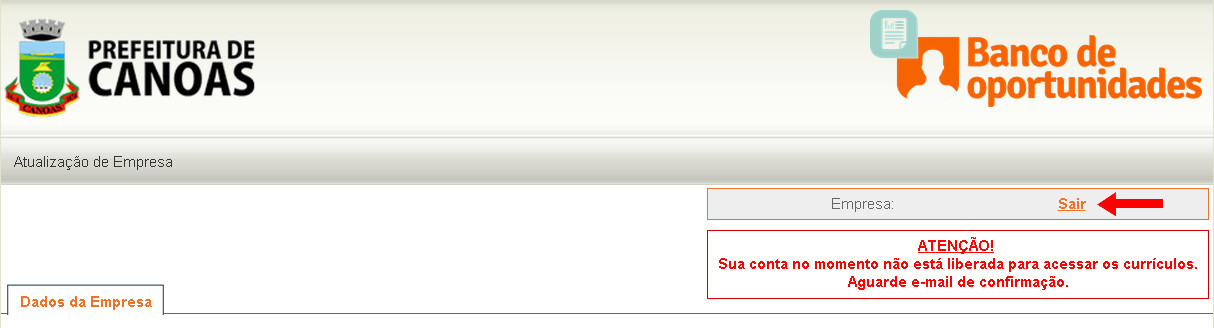 PREFEITURA DE
CANOAS
CANOAS
Banco de
oportunidades
Atualização de Empresa
Empresa:
Sair
ATENÇÃO!
Sua conta no momento não está liberada para acessar os currículos.
Aguarde e-mail de confirmação.
Dados da Empresa